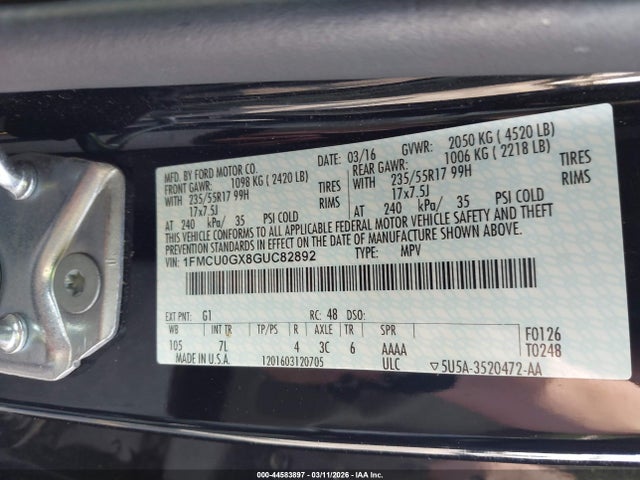 MFD. BY FORD MOTOR CO.
DATE: 03/16 GVWR: 2050 KG ( 4520 LB)
FRONT GAWR: 1098 KG ( 2420 LB) REAR GAWR: 1006 KG ( 2218 LB)
WITH 235/55R17 99H TIRES WITH 235/55R17 99H TIRES
17x7.5J RIMS 17x7.5J RIMS
AT 240 kPa/ 35 PSI COLD AT 240 kPa/ 35 PSI COLD
THIS VEHICLE CONFORMS TO ALL APPLICABLE FEDERAL MOTOR VEHICLE SAFETY AND THEFT
PREVENTION STANDARDS IN EFFECT ON THE DATE OF MANUFACTURE SHOWN ABOVE.
VIN: 1FMCU0GX8GUC82892 TYPE: MPV
EXT PNT: G1 RC: 48 DSO:
WB INT TR TP/PS R AXLE TR SPR
105 7L 4 3C 6 AAAA
F0126
T0248
MADE IN U.S.A. 1201603120705 ULC ▽5U5A-3520472-AA
000-44583897 - 03/11/2026 - IAA Inc.